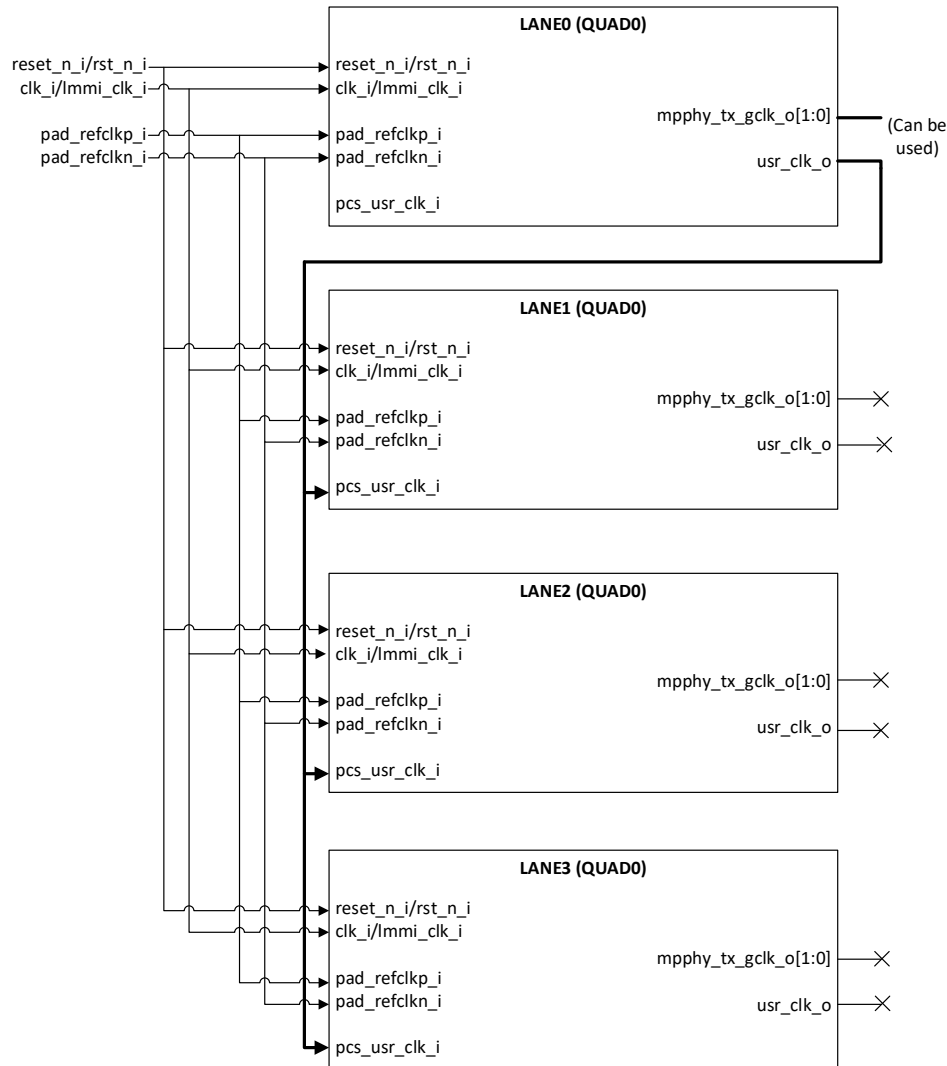 LANE0 (QUAD0)
reset_n_i/rst_n_i
clk_i/lmmi_clk_i
pad_refclkp_i
pad_refclkn_i
reset_n_i/rst_n_i
clk_i/lmmi_clk_i
pad_refclkp_i
pad_refclkn_i
pcs_usr_clk_i
mpphy_tx_gclk_o[1:0]
usr_clk_o
(Can be
used)
LANE1 (QUAD0)
reset_n_i/rst_n_i
clk_i/lmmi_clk_i
pad_refclkp_i
pad_refclkn_i
pcs_usr_clk_i
mpphy_tx_gclk_o[1:0]
usr_clk_o
LANE2 (QUAD0)
reset_n_i/rst_n_i
clk_i/lmmi_clk_i
pad_refclkp_i
pad_refclkn_i
pcs_usr_clk_i
mpphy_tx_gclk_o[1:0]
usr_clk_o
LANE3 (QUAD0)
reset_n_i/rst_n_i
clk_i/lmmi_clk_i
pad_refclkp_i
pad_refclkn_i
pcs_usr_clk_i
mpphy_tx_gclk_o[1:0]
usr_clk_o